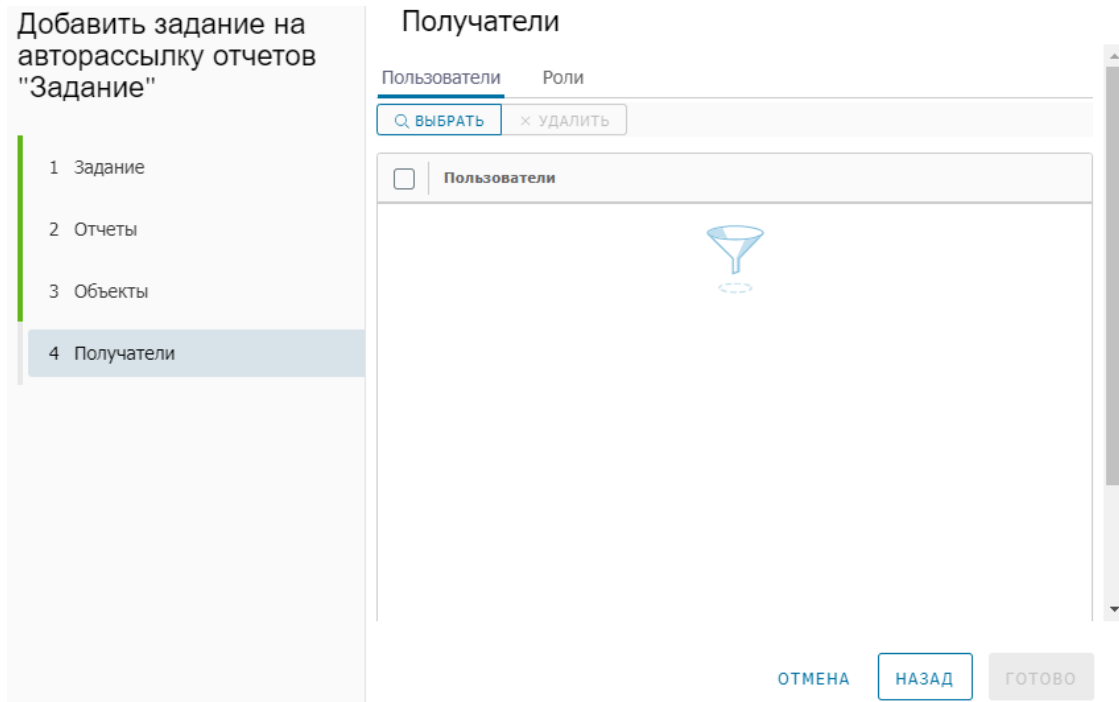 Добавить задание на
авторассылку отчетов
"Задание"
1 Задание
2 Отчеты
3 Объекты
4 Получатели
Получатели
Пользователи Роли
ВЫБРАТЬ × УДАЛИТЬ
Пользователи
ОТМЕНА НАЗАД ГОТОВО